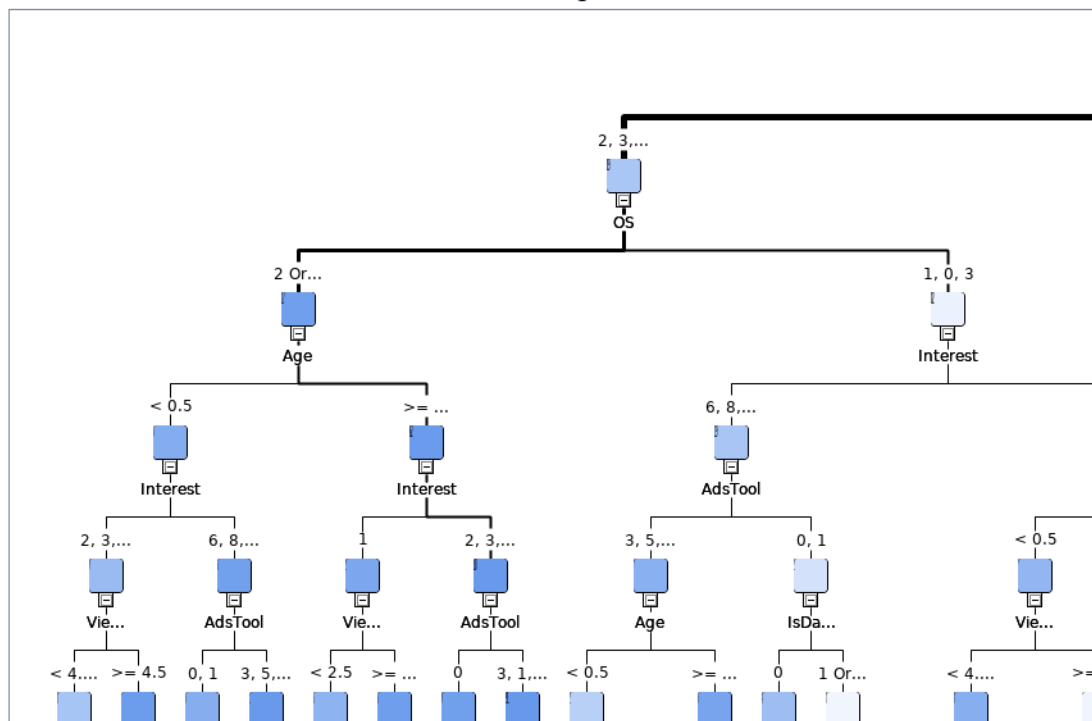 2, 3,...
OS
2 Or... 1, 0, 3
Age Interest
< 0.5 >= ... 6, 8,...
Interest Interest AdsTool
2, 3,... 6, 8,... 1 2, 3,... 3, 5,... 0, 1 < 0.5
Vie... AdsTool Vie... AdsTool Age IsDa... Vie...
< 4.... >= 4.5 0, 1 3, 5,... < 2.5 >= ... 0 3, 1,... < 0.5 >= ... 0 1 Or... < 4.... >=